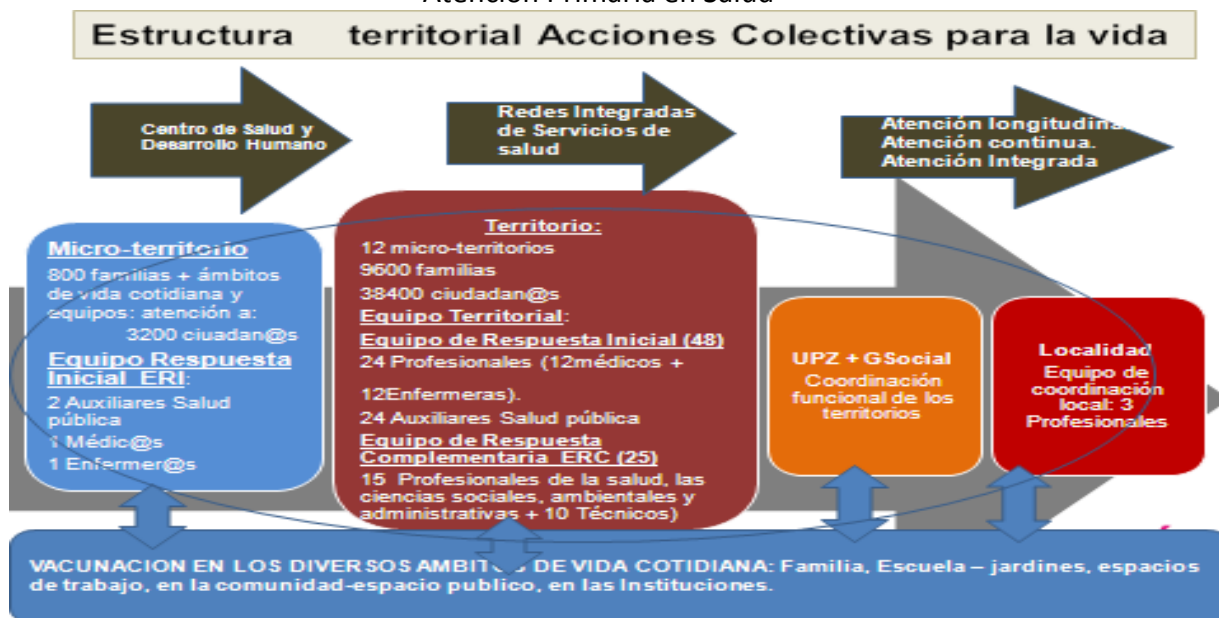 Atención Primaria en Salud
Estructura territorial Acciones Colectivas para la vida
Centro de Salud y
Desarrollo Humano
Redes Integradas
de Servicios de
salud
Atención longitudina.
Atención continua.
Atención Integrada
Micro-territorio
800 familias + ámbitos
de vida cotidiana y
equipos: atención a:
3200 ciuadan@s
Equipo Respuesta
Inicial ERI:
2 Auxiliares Salud
pública
1 Médic@s
1 Enfermer@s
Territorio:
12 micro-territorios
9600 familias
38400 ciudadan@s
Equipo Territorial:
Equipo de Respuesta Inicial (48)
24 Profesionales (12médicos +
12Enfermeras).
24 Auxiliares Salud pública
Equipo de Respuesta
Complementaria ERC (25)
15 Profesionales de la salud, las
ciencias sociales, ambientales y
administrativas + 10 Técnicos)
UPZ + GSocial
Coordinación
funcional de los
territorios
Localidad
Equipo de
coordinación
local: 3
Profesionales
VACUNACION EN LOS DIVERSOS AMBITOS DE VIDA COTIDIANA: Familia, Escuela – jardines, espacios
de trabajo, en la comunidad-espacio publico, en las Instituciones.